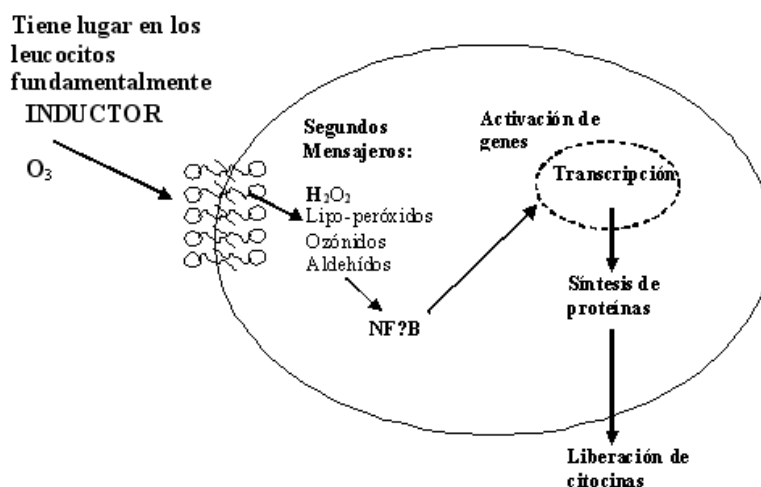 Tiene lugar en los
leucocitos
fundamentalmente
INDUCTOR
O₃
Segundos
Mensajeros:
H₂O₂
Lipo-peróxidos
Ozónidos
Aldehídos
NF?B
Activación de
genes
Transcripción
Síntesis de
proteínas
Liberación de
citocinas